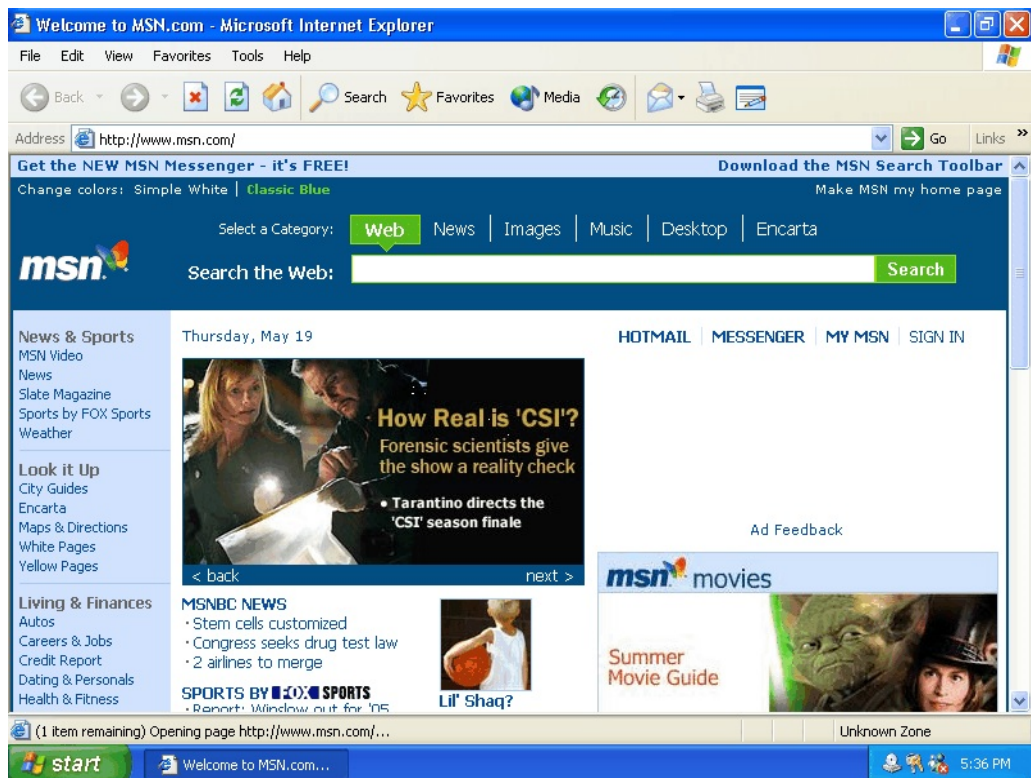 Welcome to MSN.com - Microsoft Internet Explorer
File Edit View Favorites Tools Help
Back Search Favorites Media
Address http://www.msn.com/ Go Links »
Get the NEW MSN Messenger - it's FREE! Download the MSN Search Toolbar
Change colors: Simple White | Classic Blue Make MSN my home page
Select a Category: Web News | Images | Music | Desktop | Encarta
msn
Search the Web: Search
Thursday, May 19 HOTMAIL | MESSENGER | MY MSN | SIGN IN
News & Sports
MSN Video
News
Slate Magazine
Sports by FOX Sports
Weather
Look it Up
City Guides
Encarta
Maps & Directions
White Pages
Yellow Pages
Living & Finances
Autos
Careers & Jobs
Credit Report
Dating & Personals
Health & Fitness
How Real is 'CSI'?
Forensic scientists give
the show a reality check
• Tarantino directs the
'CSI' season finale
< back next >
MSNBC NEWS
· Stem cells customized
· Congress seeks drug test law
· 2 airlines to merge
SPORTS BY FOX SPORTS
· Report: Winslow out for '05
Lil' Shaq?
Ad Feedback
msn movies
Summer
Movie Guide
(1 item remaining) Opening page http://www.msn.com/... Unknown Zone
start Welcome to MSN.com... 5:36 PM